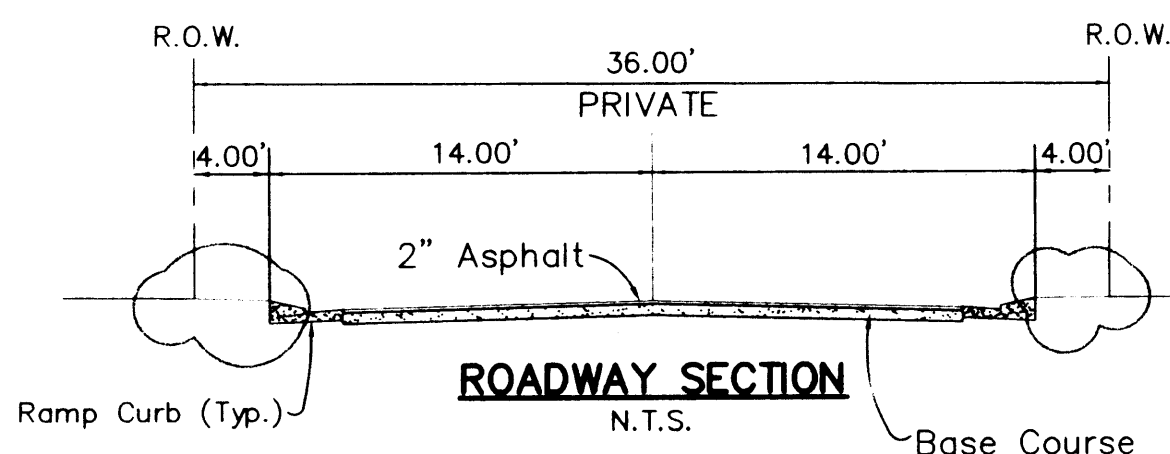 R.O.W.
R.O.W.
36.00'
PRIVATE
4.00'
14.00'
14.00'
4.00'
2" Asphalt
ROADWAY SECTION
N.T.S.
Ramp Curb (Typ.)
Base Course